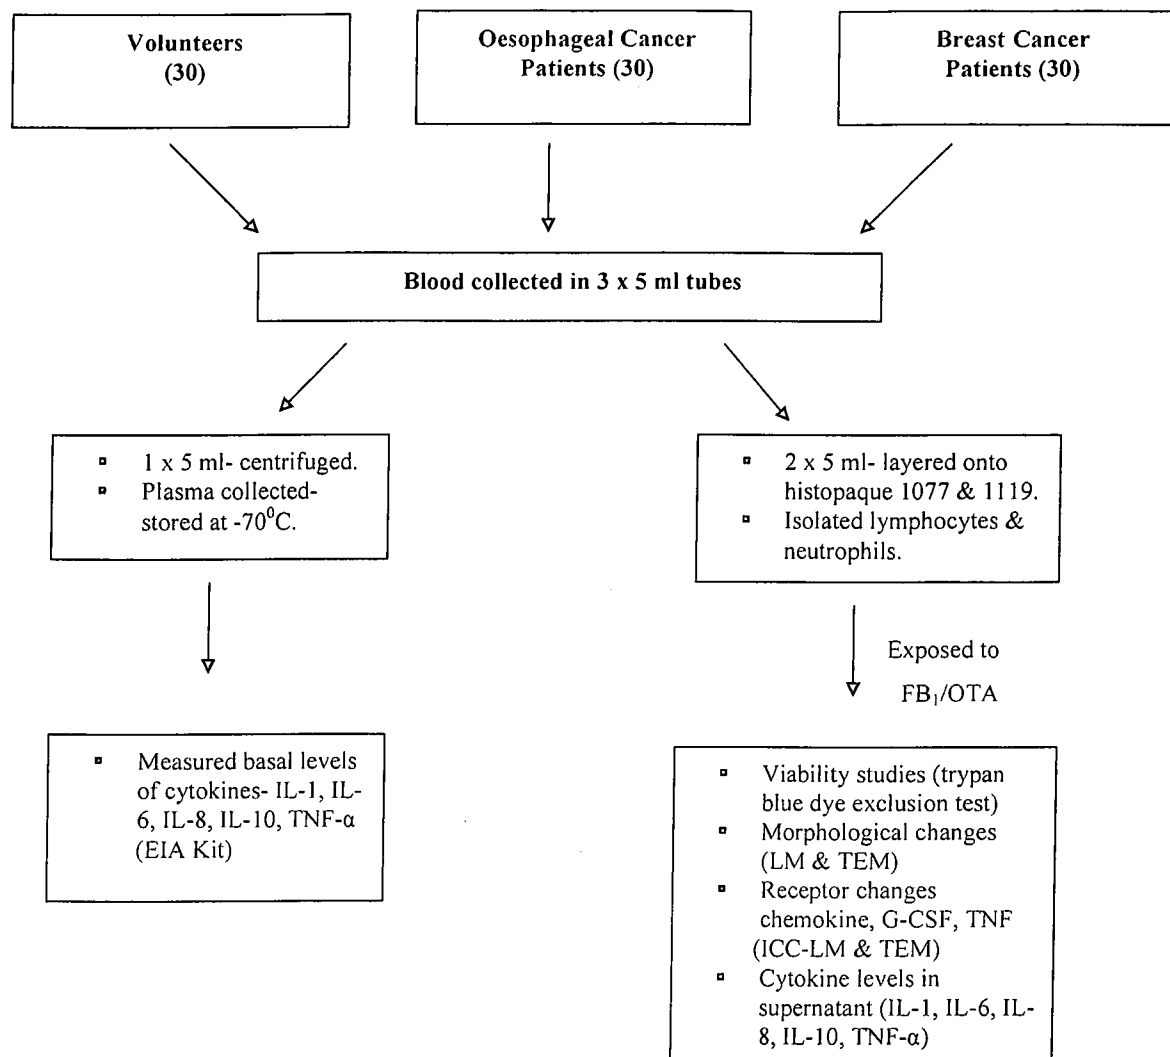 Volunteers
(30)
Oesophageal Cancer
Patients (30)
Breast Cancer
Patients (30)
Blood collected in 3 x 5 ml tubes
1 x 5 ml- centrifuged.
Plasma collected-
stored at -70⁰C.
2 x 5 ml- layered onto
histopaque 1077 & 1119.
Isolated lymphocytes &
neutrophils.
Exposed to
FB₁/OTA
Measured basal levels
of cytokines- IL-1, IL-
6, IL-8, IL-10, TNF-α
(EIA Kit)
Viability studies (trypan
blue dye exclusion test)
Morphological changes
(LM & TEM)
Receptor changes
chemokine, G-CSF, TNF
(ICC-LM & TEM)
Cytokine levels in
supernatant (IL-1, IL-6, IL-
8, IL-10, TNF-α)